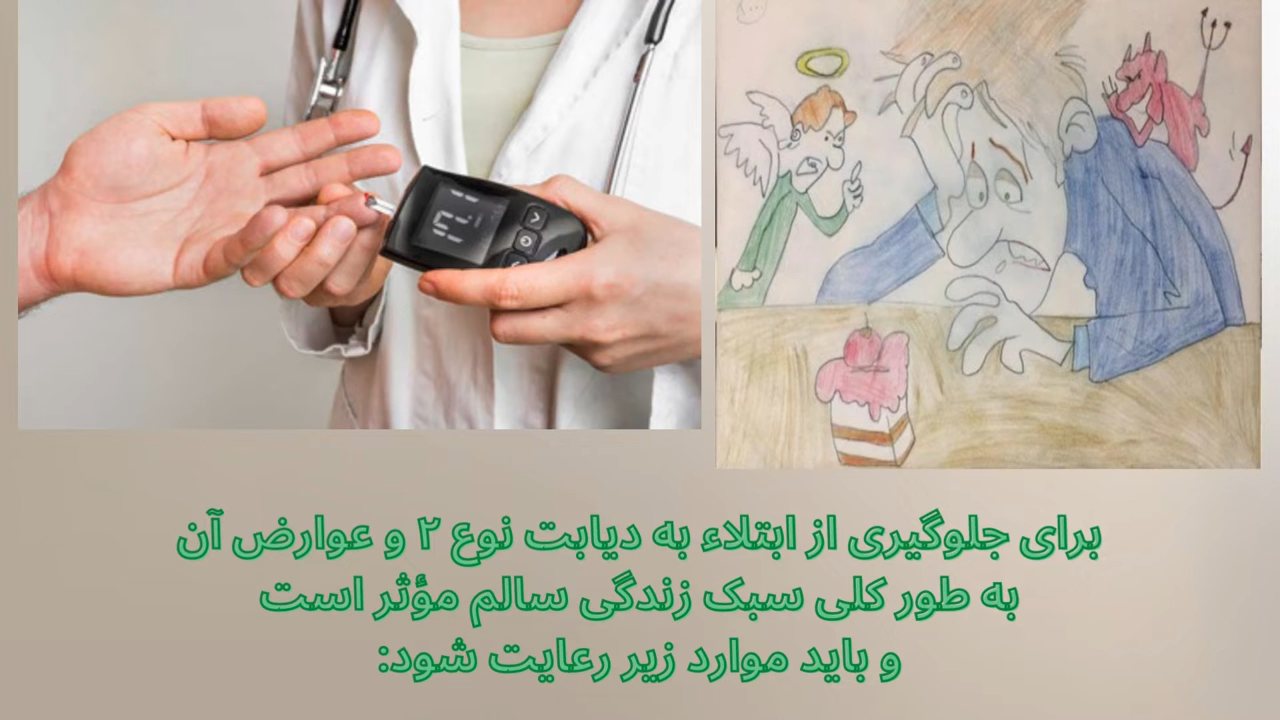 برای جلوگیری از ابتلاء به دیابت نوع ۲ و عوارض آن
به طور کلی سبک زندگی سالم مؤثر است
و باید موارد زیر رعایت شود: